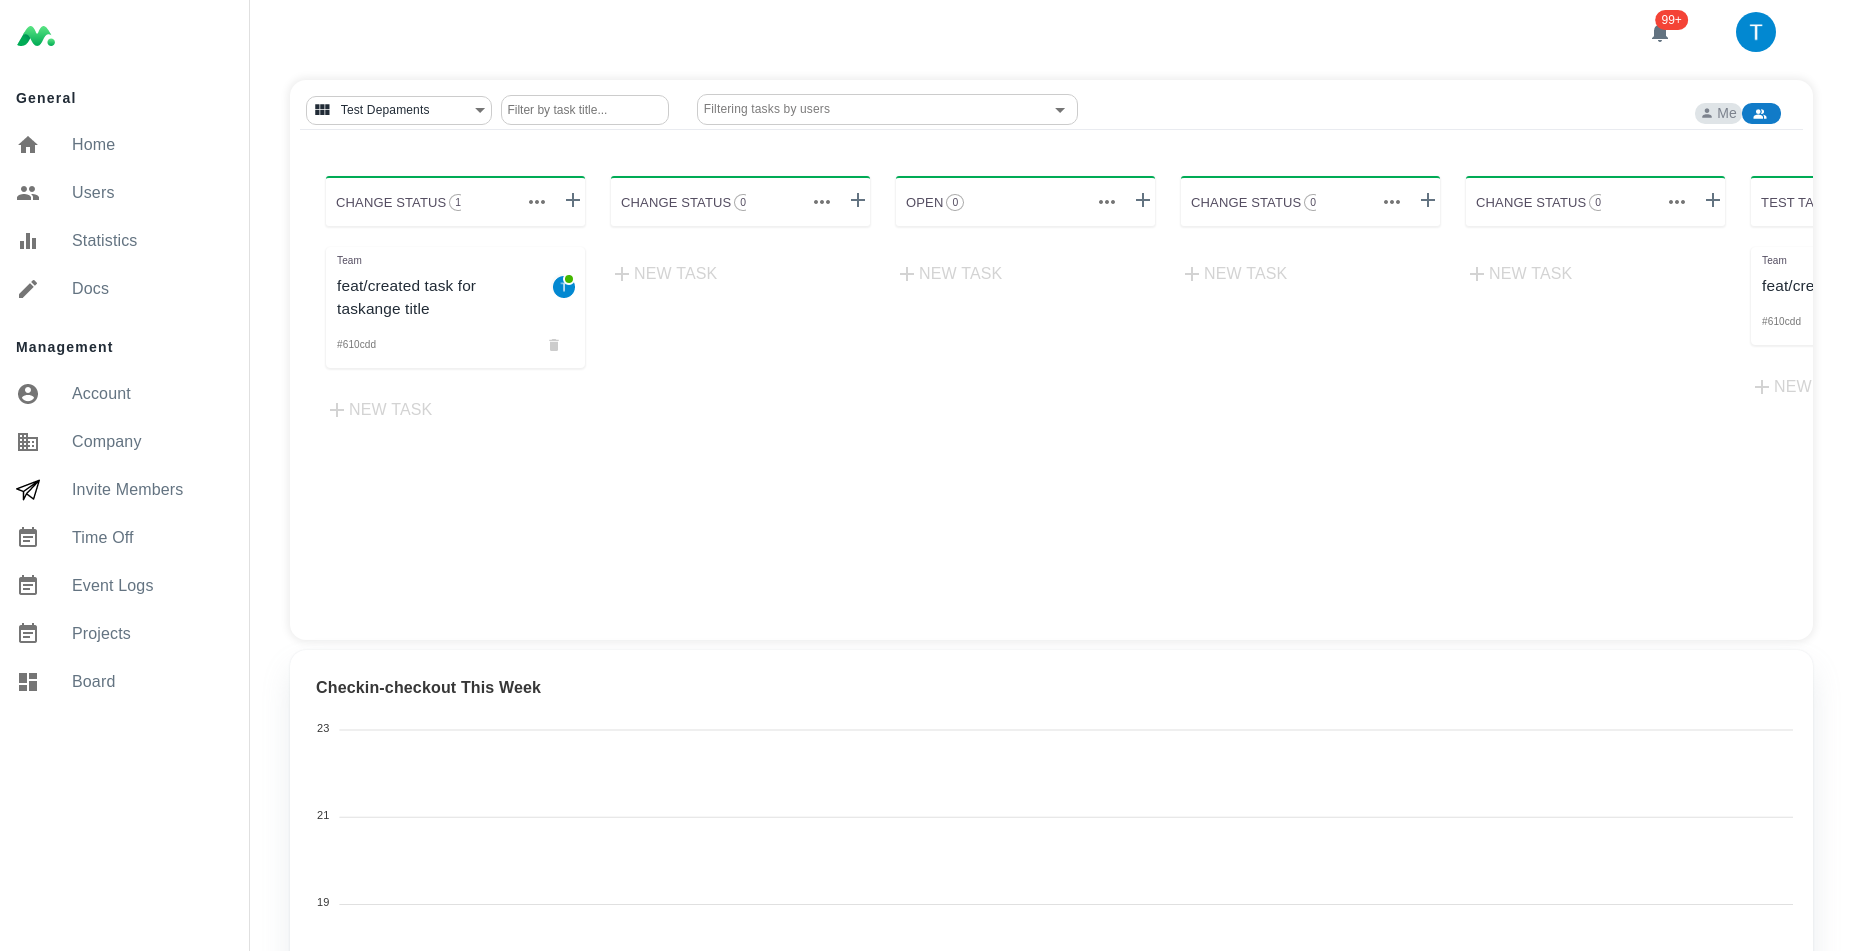 99+
T
General
Home
Users
Statistics
Docs
Management
Account
Company
Invite Members
Time Off
Event Logs
Projects
Board
Test Depaments
Filter by task title...
Filtering tasks by users
Me
CHANGE STATUS 1
CHANGE STATUS 0
OPEN 0
CHANGE STATUS 0
CHANGE STATUS 0
TEST TA
Team
feat/created task for
taskange title
T
#610cdd
NEW TASK
NEW TASK
NEW TASK
NEW TASK
NEW TASK
Team
feat/cre
#610cdd
NEW
Checkin-checkout This Week
23
21
19